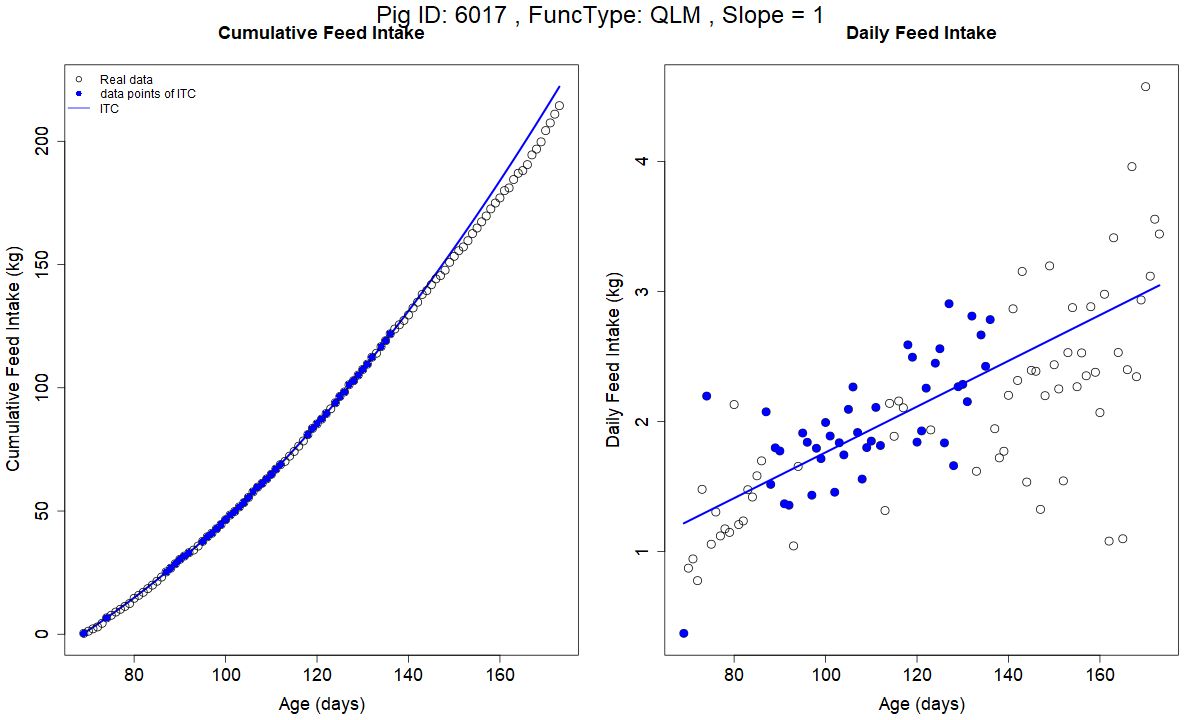 Pig ID: 6017 , FuncType: QLM , Slope = 1
Cumulative Feed Intake
Daily Feed Intake
Real data
data points of ITC
ITC
Cumulative Feed Intake (kg)
0
50
100
150
200
80
100
120
140
160
Age (days)
Daily Feed Intake (kg)
1
2
3
4
80
100
120
140
160
Age (days)